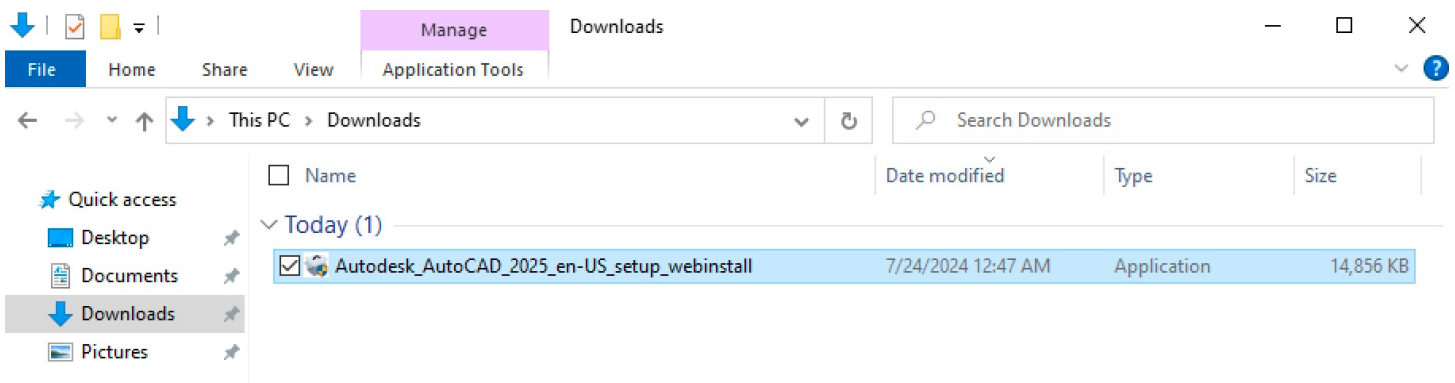 Manage Downloads
File Home Share View Application Tools ?
This PC > Downloads Search Downloads
Name Date modified Type Size
Quick access
Today (1)
Desktop
Autodesk_AutoCAD_2025_en-US_setup_webinstall 7/24/2024 12:47 AM Application 14,856 KB
Documents
Downloads
Pictures